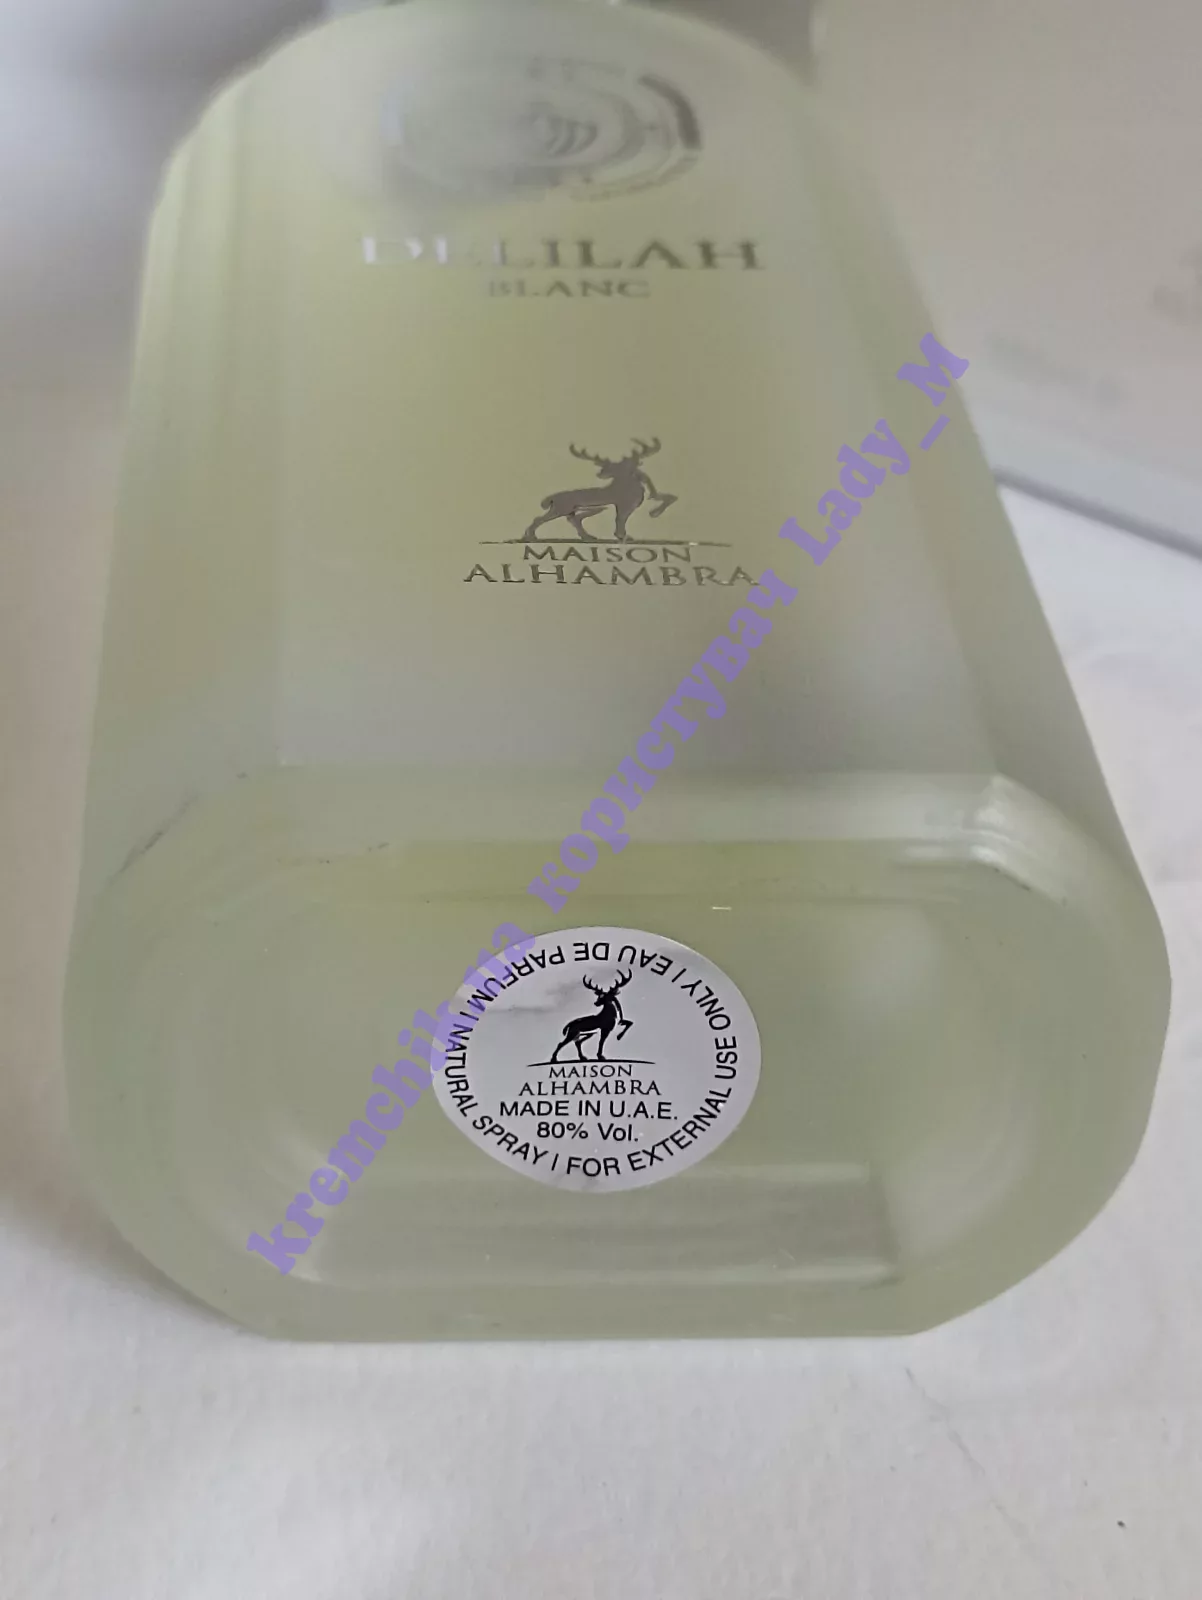 DELILAH
BLANC
MAISON
ALHAMBRA
kremchik.ua користувач Lady_M
EAU DE PARFUM | NATURAL SPRAY | FOR EXTERNAL USE ONLY |
MAISON
ALHAMBRA
MADE IN U.A.E.
80% Vol.